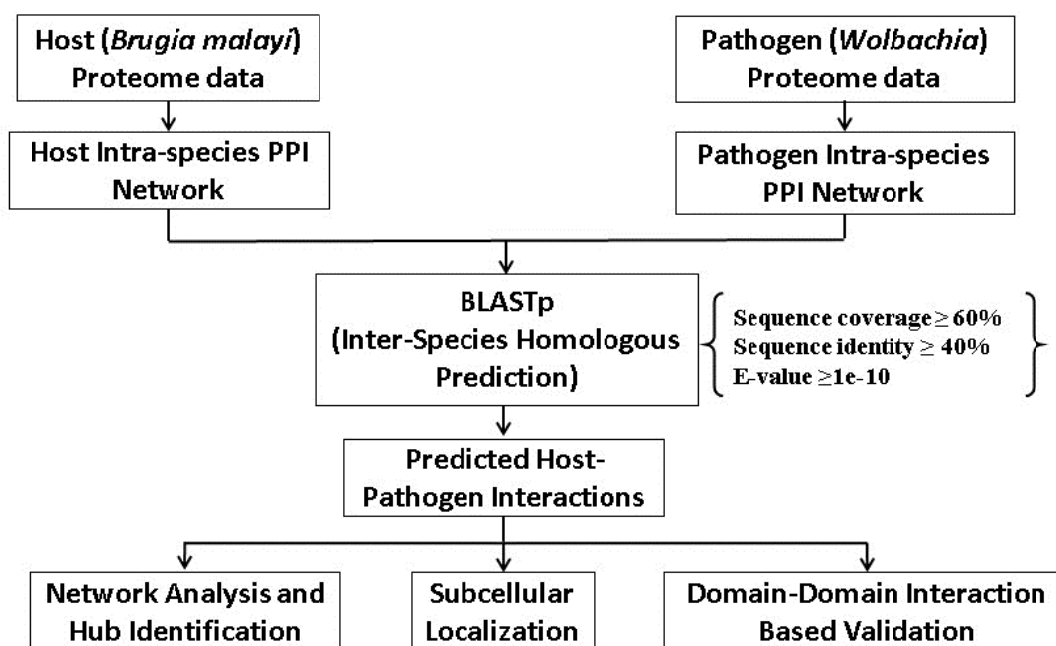 Host (Brugia malayi)
Proteome data
Pathogen (Wolbachia)
Proteome data
Host Intra-species PPI
Network
Pathogen Intra-species
PPI Network
BLASTp
(Inter-Species Homologous
Prediction)
Sequence coverage ≥ 60%
Sequence identity ≥ 40%
E-value ≥1e-10
Predicted Host-
Pathogen Interactions
Network Analysis and
Hub Identification
Subcellular
Localization
Domain-Domain Interaction
Based Validation